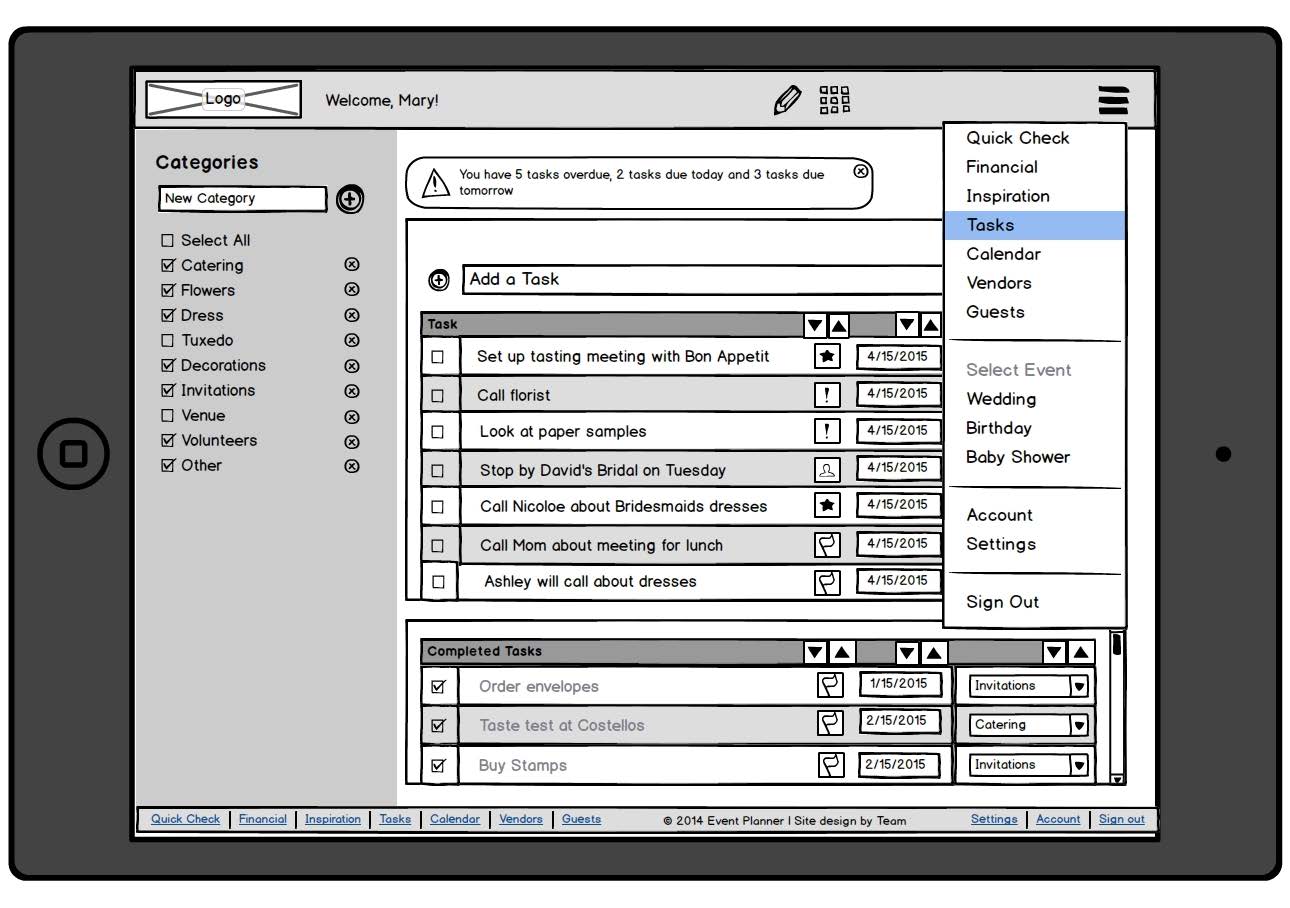 Logo
Welcome, Mary!
Categories
New Category
Select All
Catering
Flowers
Dress
Tuxedo
Decorations
Invitations
Venue
Volunteers
Other
You have 5 tasks overdue, 2 tasks due today and 3 tasks due
tomorrow
Add a Task
Task
Set up tasting meeting with Bon Appetit 4/15/2015
Call florist ! 4/15/2015
Look at paper samples ! 4/15/2015
Stop by David's Bridal on Tuesday 4/15/2015
Call Nicoloe about Bridesmaids dresses 4/15/2015
Call Mom about meeting for lunch 4/15/2015
Ashley will call about dresses 4/15/2015
Quick Check
Financial
Inspiration
Tasks
Calendar
Vendors
Guests
Select Event
Wedding
Birthday
Baby Shower
Account
Settings
Sign Out
Completed Tasks
Order envelopes 1/15/2015 Invitations
Taste test at Costellos 2/15/2015 Catering
Buy Stamps 2/15/2015 Invitations
Quick Check | Financial | Inspiration | Tasks | Calendar | Vendors | Guests © 2014 Event Planner | Site design by Team Settings | Account | Sign out